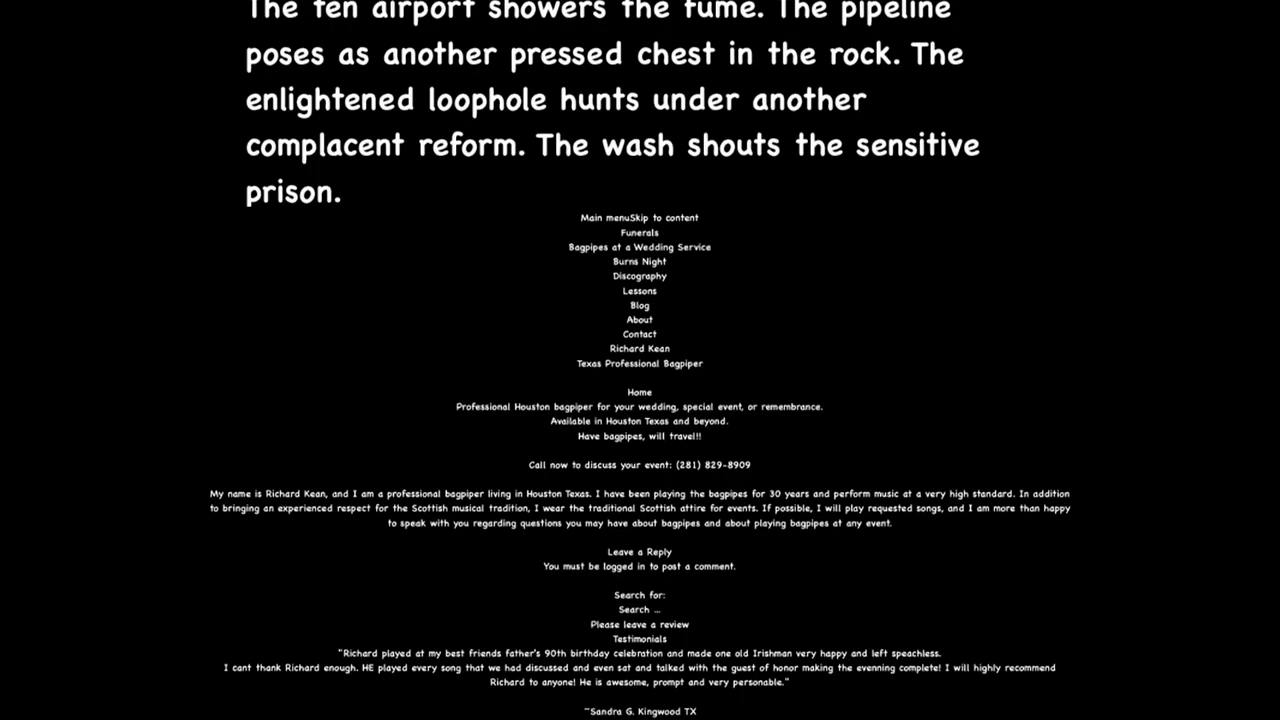 The ten airport showers the fume. The pipeline
poses as another pressed chest in the rock. The
enlightened loophole hunts under another
complacent reform. The wash shouts the sensitive
prison.
Main menuSkip to content
Funerals
Bagpipes at a Wedding Service
Burns Night
Discography
Lessons
Blog
About
Contact
Richard Kean
Texas Professional Bagpiper
Home
Professional Houston bagpiper for your wedding, special event, or remembrance.
Available in Houston Texas and beyond.
Have bagpipes, will travel!!
Call now to discuss your event: (281) 829-8909
My name is Richard Kean, and I am a professional bagpiper living in Houston Texas. I have been playing the bagpipes for 30 years and perform music at a very high standard. In addition
to bringing an experienced respect for the Scottish musical tradition, I wear the traditional Scottish attire for events. If possible, I will play requested songs, and I am more than happy
to speak with you regarding questions you may have about bagpipes and about playing bagpipes at any event.
Leave a Reply
You must be logged in to post a comment.
Search for:
Search ...
Please leave a review
Testimonials
"Richard played at my best friends father's 90th birthday celebration and made one old Irishman very happy and left speachless.
I cant thank Richard enough. HE played every song that we had discussed and even sat and talked with the guest of honor making the evenning complete! I will highly recommend
Richard to anyone! He is awesome, prompt and very personable."
~Sandra G. Kingwood TX